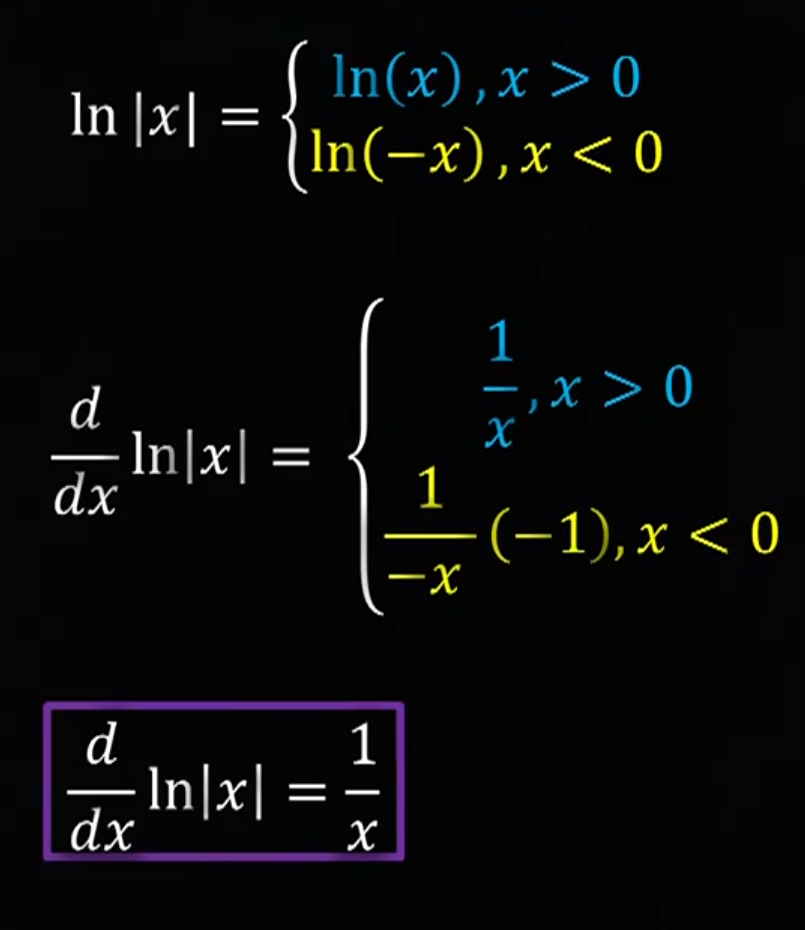 ln |x| = { ln(x) , x > 0
ln(−x) , x < 0
d/dx ln|x| = { 1/x , x > 0
1/−x (−1), x < 0
d/dx ln|x| = 1/x